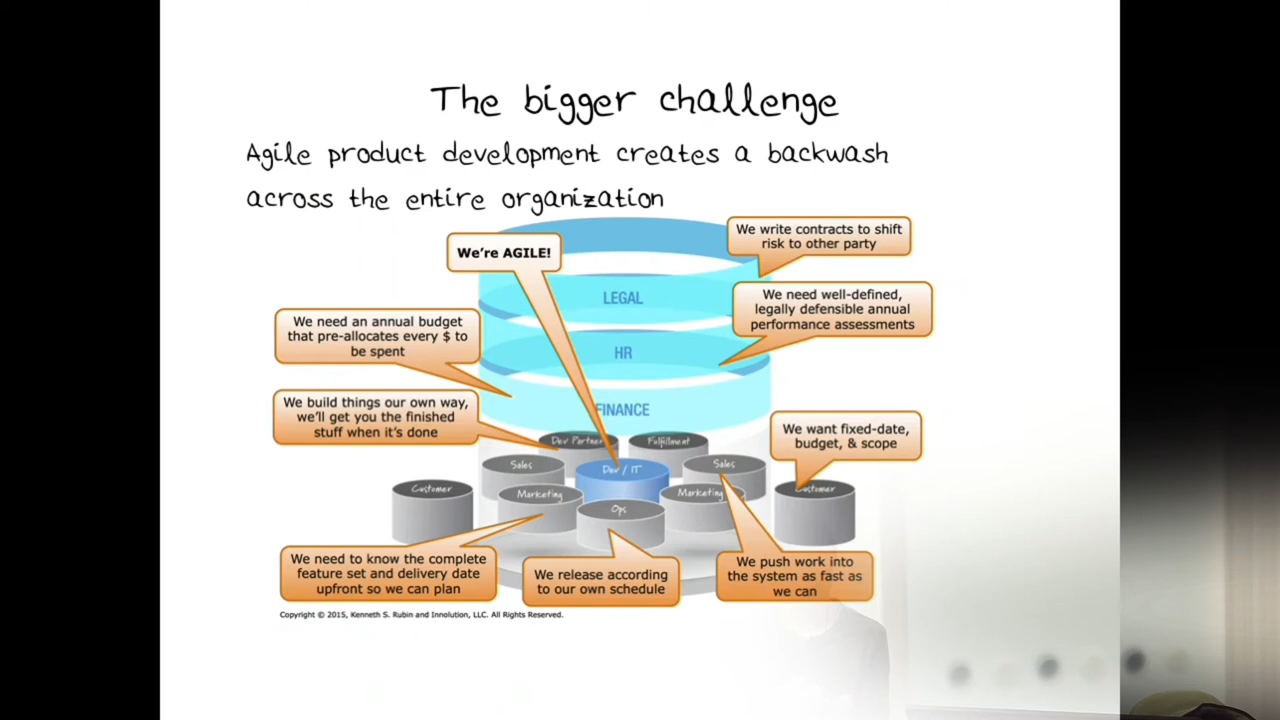 The bigger challenge
Agile product development creates a backwash
across the entire organization
We write contracts to shift
risk to other party
We're AGILE!
LEGAL
We need well-defined,
legally defensible annual
performance assessments
We need an annual budget
that pre-allocates every $ to
be spent
HR
We build things our own way,
we'll get you the finished
stuff when it's done
FINANCE
We want fixed-date,
budget, & scope
Dev Partner
Fulfillment
Sales
Dev / IT
Sales
Customer
Marketing
Marketing
Customer
Ops
We need to know the complete
feature set and delivery date
upfront so we can plan
We release according
to our own schedule
We push work into
the system as fast as
we can
Copyright © 2015, Kenneth S. Rubin and Innolution, LLC. All Rights Reserved.